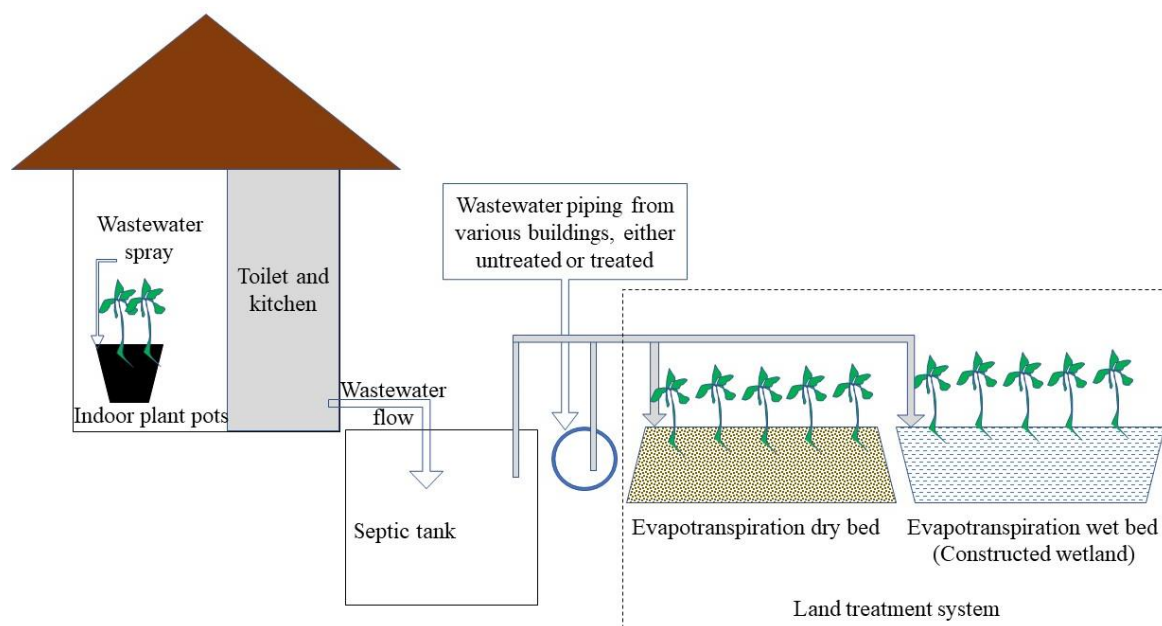 Wastewater
spray
Toilet and
kitchen
Indoor plant pots
Wastewater
flow
Septic tank
Wastewater piping from
various buildings, either
untreated or treated
Evapotranspiration dry bed
Evapotranspiration wet bed
(Constructed wetland)
Land treatment system